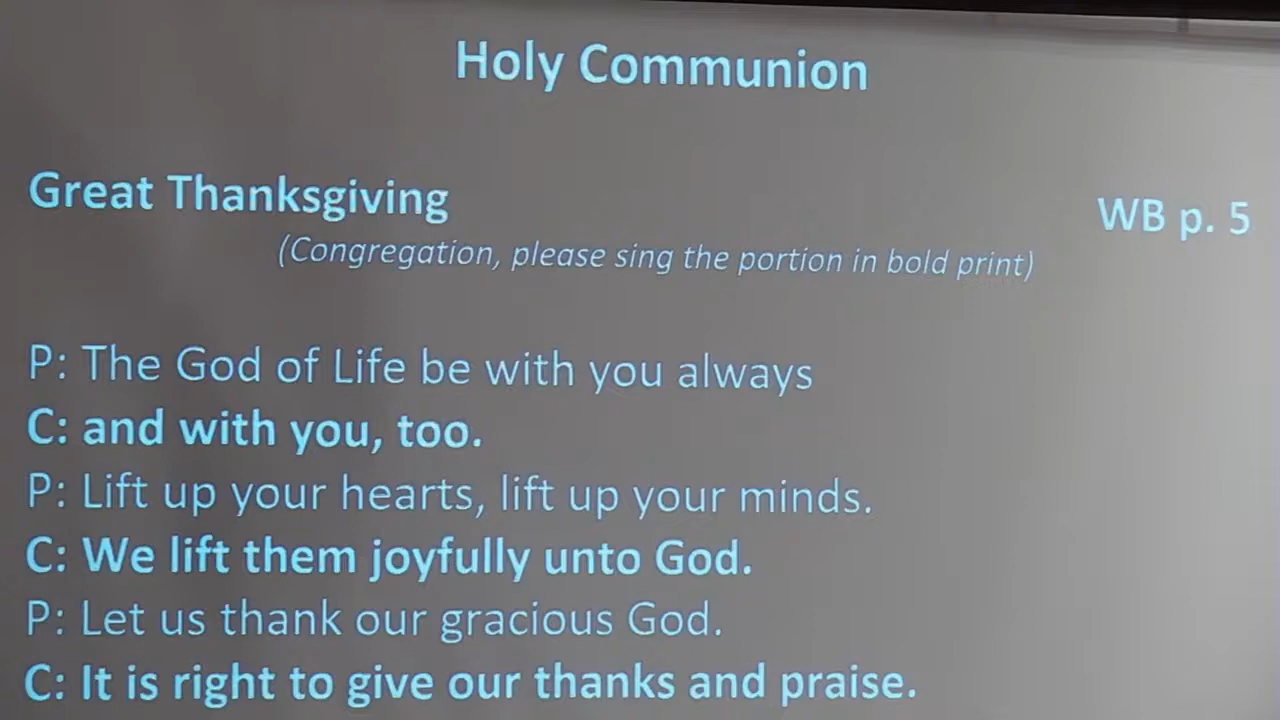 Holy Communion
Great Thanksgiving WB p. 5
(Congregation, please sing the portion in bold print)
P: The God of Life be with you always
C: and with you, too.
P: Lift up your hearts, lift up your minds.
C: We lift them joyfully unto God.
P: Let us thank our gracious God.
C: It is right to give our thanks and praise.